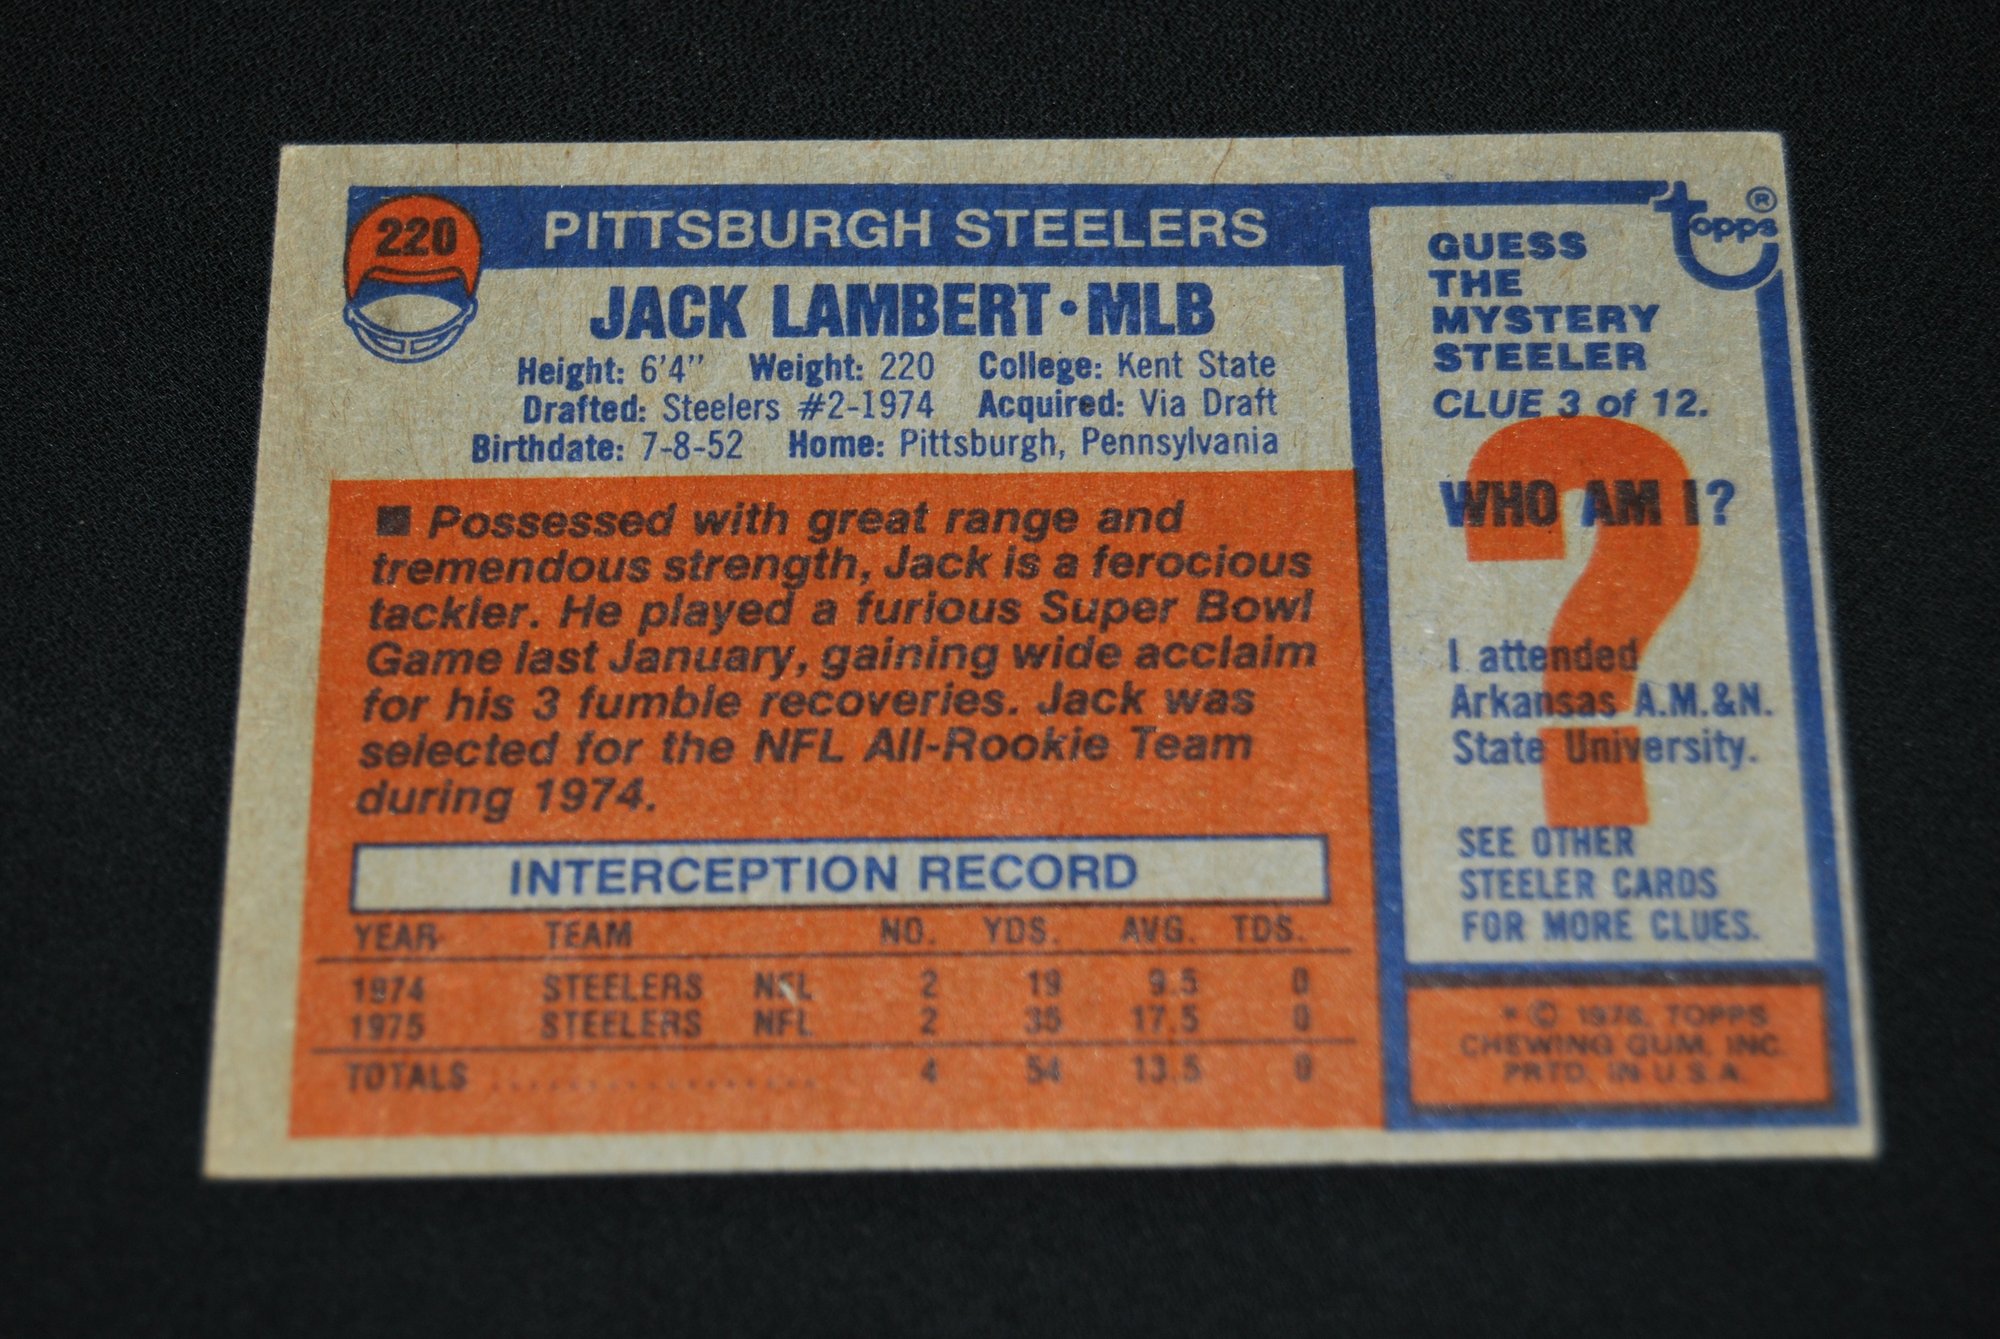 220
PITTSBURGH STEELERS
JACK LAMBERT • MLB
Height: 6'4" Weight: 220 College: Kent State
Drafted: Steelers #2-1974 Acquired: Via Draft
Birthdate: 7-8-52 Home: Pittsburgh, Pennsylvania
■ Possessed with great range and
tremendous strength, Jack is a ferocious
tackler. He played a furious Super Bowl
Game last January, gaining wide acclaim
for his 3 fumble recoveries. Jack was
selected for the NFL All-Rookie Team
during 1974.
INTERCEPTION RECORD
YEAR TEAM NO. YDS. AVG. TDS.
1974 STEELERS NFL 2 19 9.5 0
1975 STEELERS NFL 2 35 17.5 0
TOTALS .................. 4 54 13.5 0
topps ®
GUESS
THE
MYSTERY
STEELER
CLUE 3 of 12.
WHO AM I?
?
I attended
Arkansas A.M.&N.
State University.
SEE OTHER
STEELER CARDS
FOR MORE CLUES.
* © 1976, TOPPS
CHEWING GUM, INC.
PRTD. IN U.S.A.